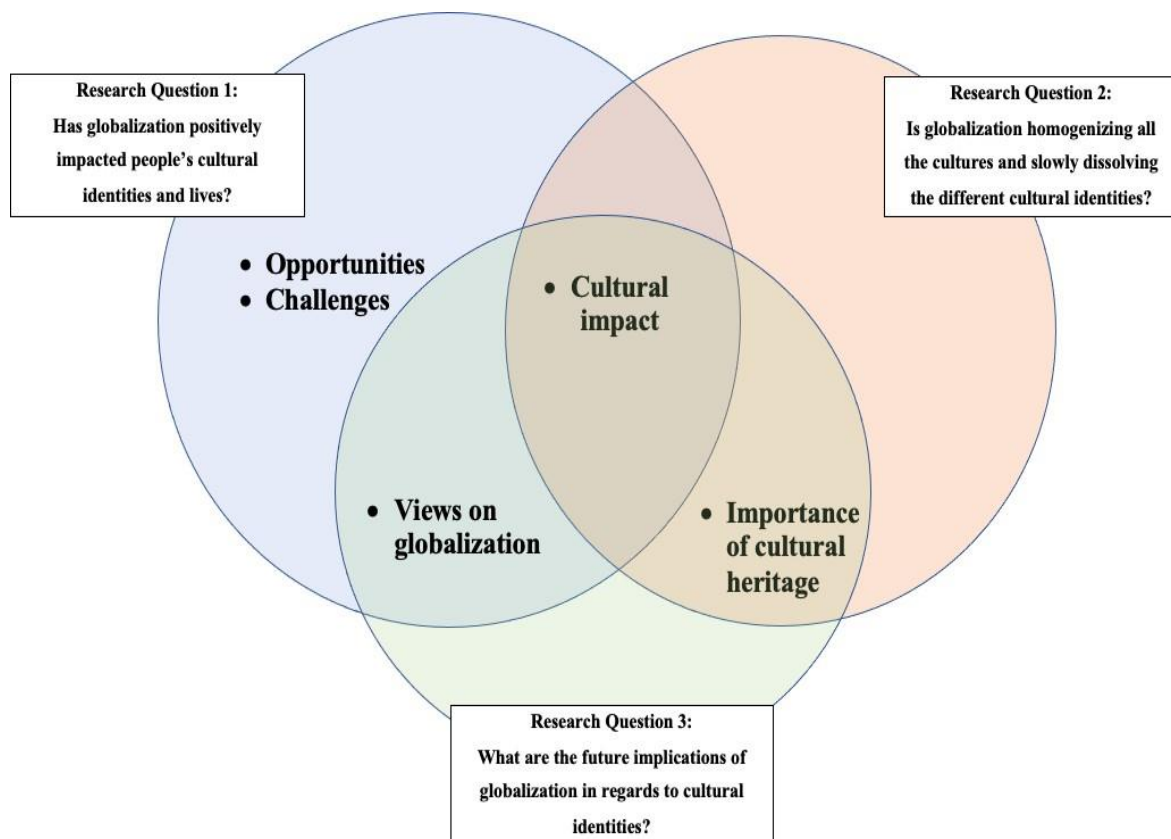 Research Question 1:
Has globalization positively
impacted people’s cultural
identities and lives?
Research Question 2:
Is globalization homogenizing all
the cultures and slowly dissolving
the different cultural identities?
• Opportunities
• Challenges
• Cultural
impact
• Views on
globalization
• Importance
of cultural
heritage
Research Question 3:
What are the future implications of
globalization in regards to cultural
identities?